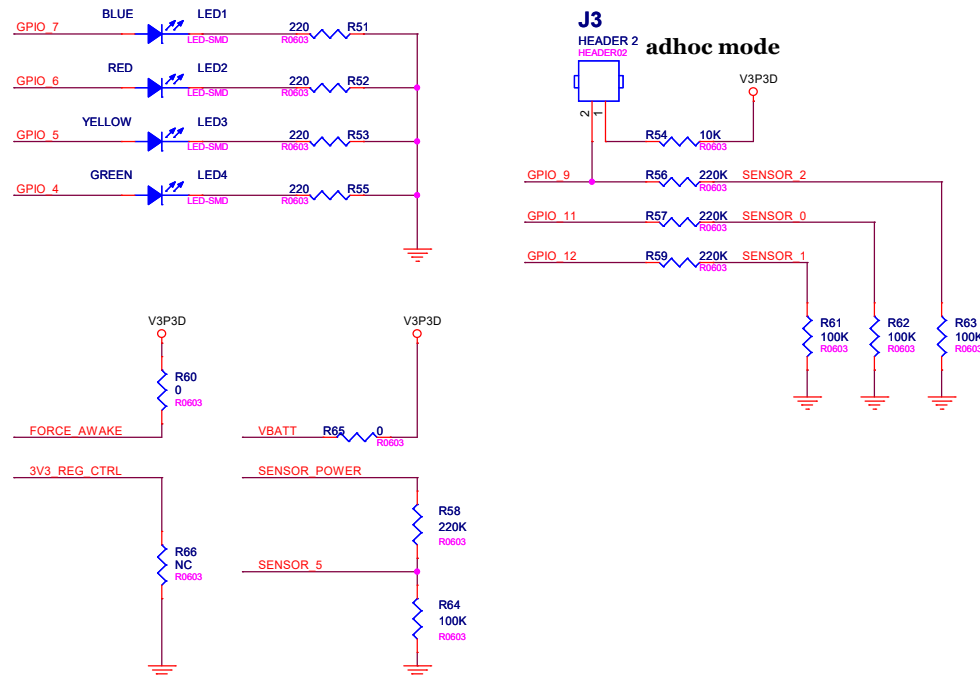 BLUE LED1
GPIO_7 220 R51
LED-SMD R0603
RED LED2
GPIO_6 220 R52
LED-SMD R0603
YELLOW LED3
GPIO_5 220 R53
LED-SMD R0603
GREEN LED4
GPIO_4 220 R55
LED-SMD R0603
J3
HEADER 2 adhoc mode
HEADER02
V3P3D
2
1
R54 10K
R0603
GPIO_9 R56 220K SENSOR_2
R0603
GPIO_11 R57 220K SENSOR_0
R0603
GPIO_12 R59 220K SENSOR_1
R0603
R61
100K
R0603
R62
100K
R0603
R63
100K
R0603
V3P3D
R60
0
R0603
FORCE_AWAKE
V3P3D
VBATT R65 0
R0603
3V3_REG_CTRL
R66
NC
R0603
SENSOR_POWER
R58
220K
R0603
SENSOR_5
R64
100K
R0603